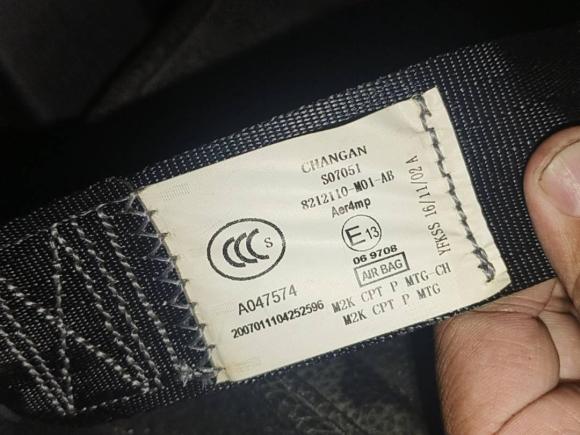 CHANGAN
S07051
8212110-M01-AB
Aer4mp
CCC S
E13
06 9708
AIR BAG
A047574
2007011104252596
M2K CPT P MTG-CH
M2K CPT P MTG
YFKSS 16/11/02 A